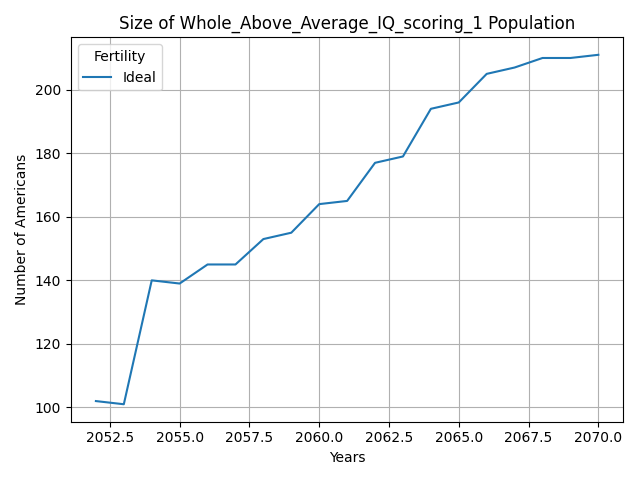 Size of Whole_Above_Average_IQ_scoring_1 Population
Fertility
Ideal
Number of Americans
200
180
160
140
120
100
2052.5 2055.0 2057.5 2060.0 2062.5 2065.0 2067.5 2070.0
Years